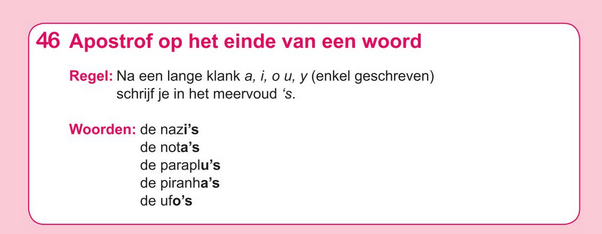 46 Apostrof op het einde van een woord
Regel: Na een lange klank a, i, o u, y (enkel geschreven)
schrijf je in het meervoud ‘s.
Woorden: de nazi’s
de nota’s
de paraplu’s
de piranha’s
de ufo’s